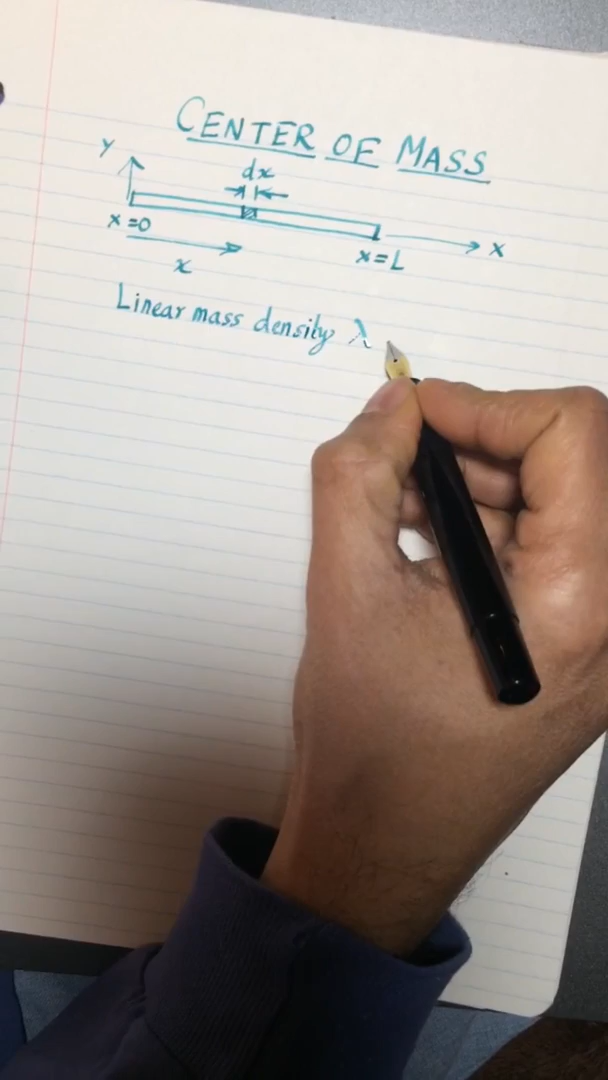 CENTER OF MASS
Y
dx
x=0
x=L
X
x
Linear mass density λ